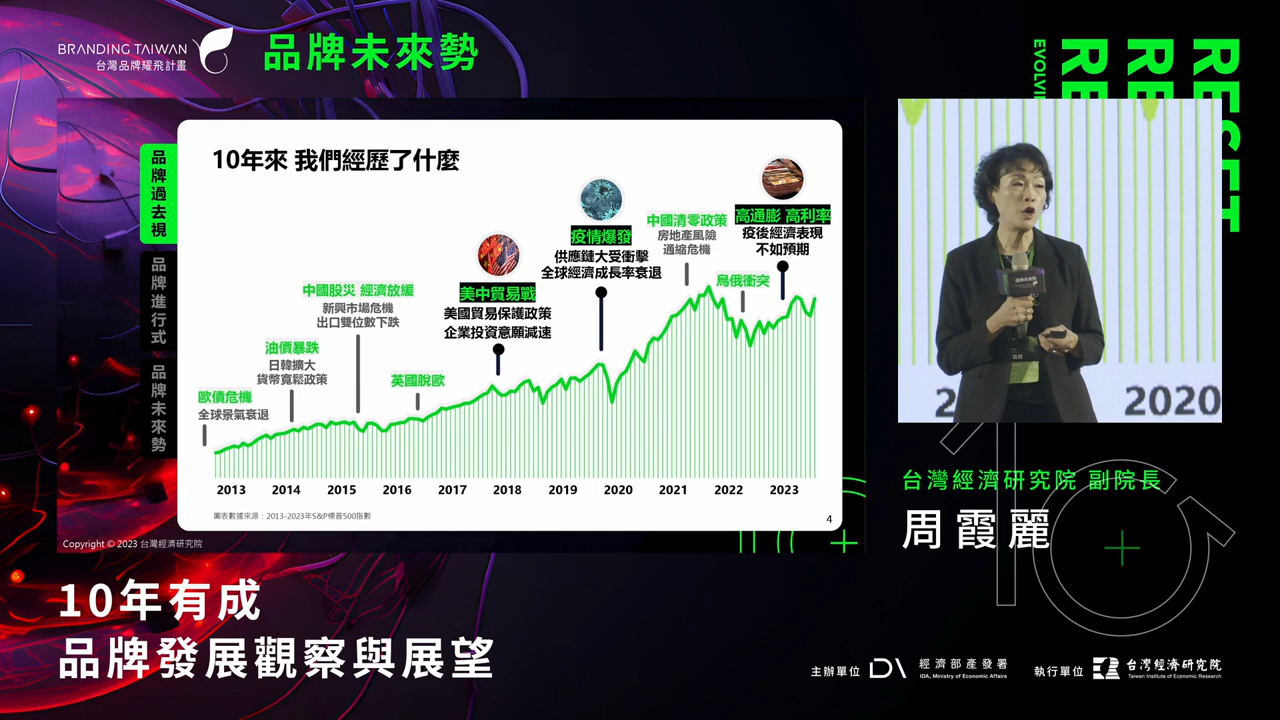 BRANDING TAIWAN
台灣品牌耀飛計畫
品牌未來勢
RESET
RE
RE
品牌過去視
品牌進行式
品牌未來勢
10年來 我們經歷了什麼
歐債危機
全球景氣衰退
油價暴跌
日韓擴大
貨幣寬鬆政策
中國股災 經濟放緩
新興市場危機
出口雙位數下跌
英國脫歐
美中貿易戰
美國貿易保護政策
企業投資意願減速
疫情爆發
供應鏈大受衝擊
全球經濟成長率衰退
中國清零政策
房地產風險
通縮危機
烏俄衝突
高通膨 高利率
疫後經濟表現
不如預期
2013 2014 2015 2016 2017 2018 2019 2020 2021 2022 2023
圖表數據來源：2013-2023年S&P標普500指數
4
Copyright © 2023 台灣經濟研究院
2020
台灣經濟研究院 副院長
周霞麗
10年有成
品牌發展觀察與展望
主辦單位
經濟部產發署
IDA, Ministry of Economic Affairs
執行單位
台灣經濟研究院
Taiwan Institute of Economic Research